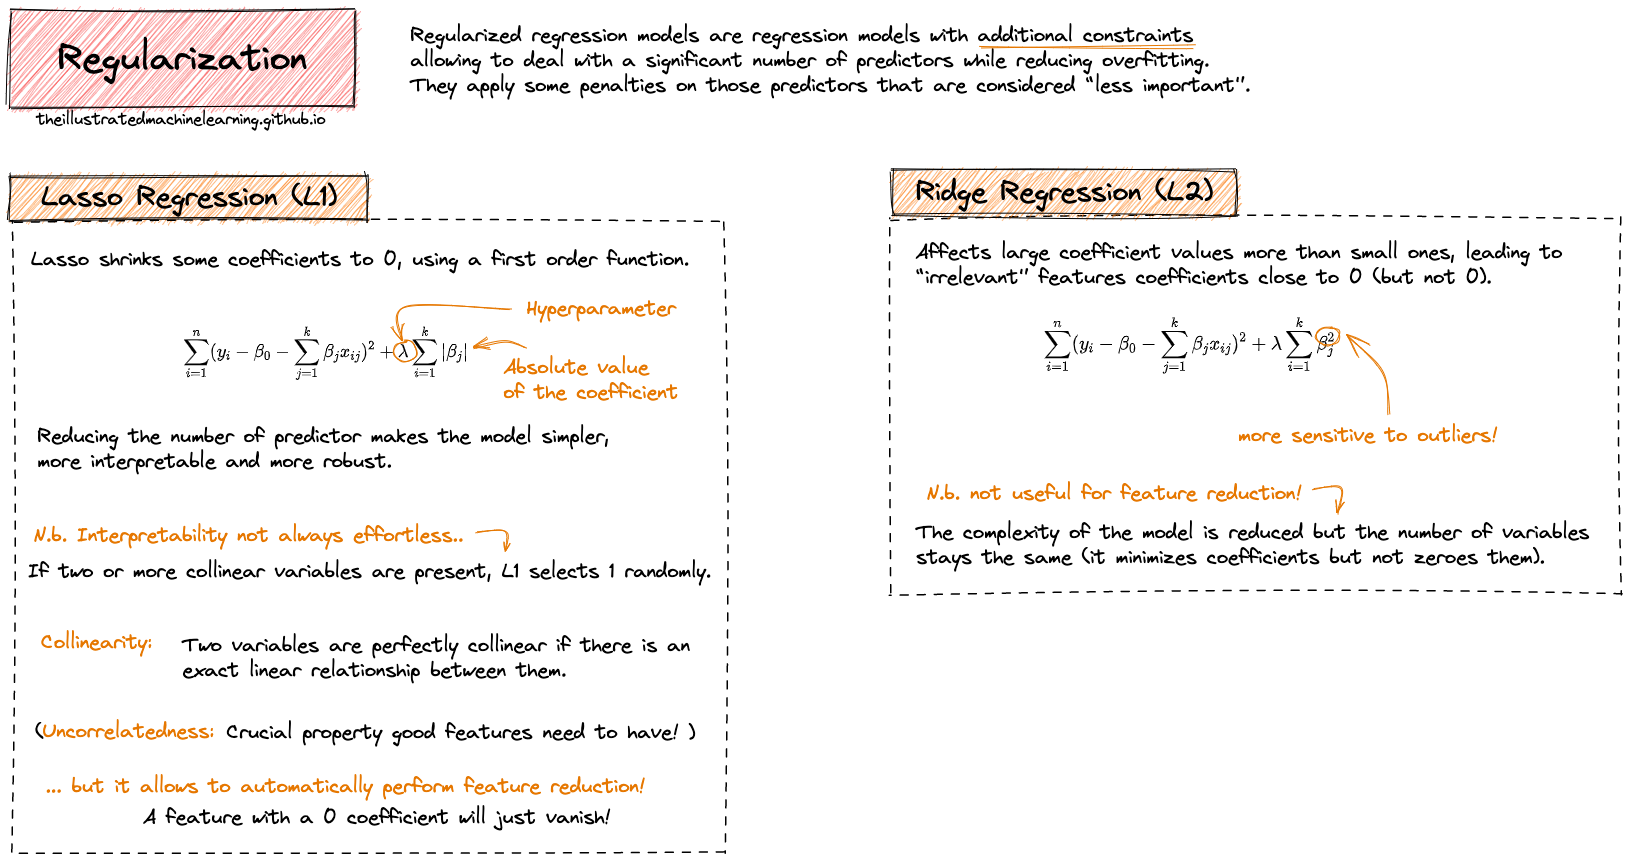 Regularization
theillustratedmachinelearning.github.io
Regularized regression models are regression models with additional constraints
allowing to deal with a significant number of predictors while reducing overfitting.
They apply some penalties on those predictors that are considered “less important”.
Lasso Regression (L1)
Lasso shrinks some coefficients to 0, using a first order function.
Hyperparameter
$\sum_{i=1}^{n}(y_i - \beta_0 - \sum_{j=1}^{k}\beta_j x_{ij})^2 + \lambda \sum_{i=1}^{k}|\beta_j|$
Absolute value
of the coefficient
Reducing the number of predictor makes the model simpler,
more interpretable and more robust.
N.b. Interpretability not always effortless..
If two or more collinear variables are present, L1 selects 1 randomly.
Collinearity: Two variables are perfectly collinear if there is an
exact linear relationship between them.
(Uncorrelatedness: Crucial property good features need to have! )
... but it allows to automatically perform feature reduction!
A feature with a 0 coefficient will just vanish!
Ridge Regression (L2)
Affects large coefficient values more than small ones, leading to
“irrelevant” features coefficients close to 0 (but not 0).
$\sum_{i=1}^{n}(y_i - \beta_0 - \sum_{j=1}^{k}\beta_j x_{ij})^2 + \lambda \sum_{i=1}^{k}\beta_j^2$
more sensitive to outliers!
N.b. not useful for feature reduction!
The complexity of the model is reduced but the number of variables
stays the same (it minimizes coefficients but not zeroes them).